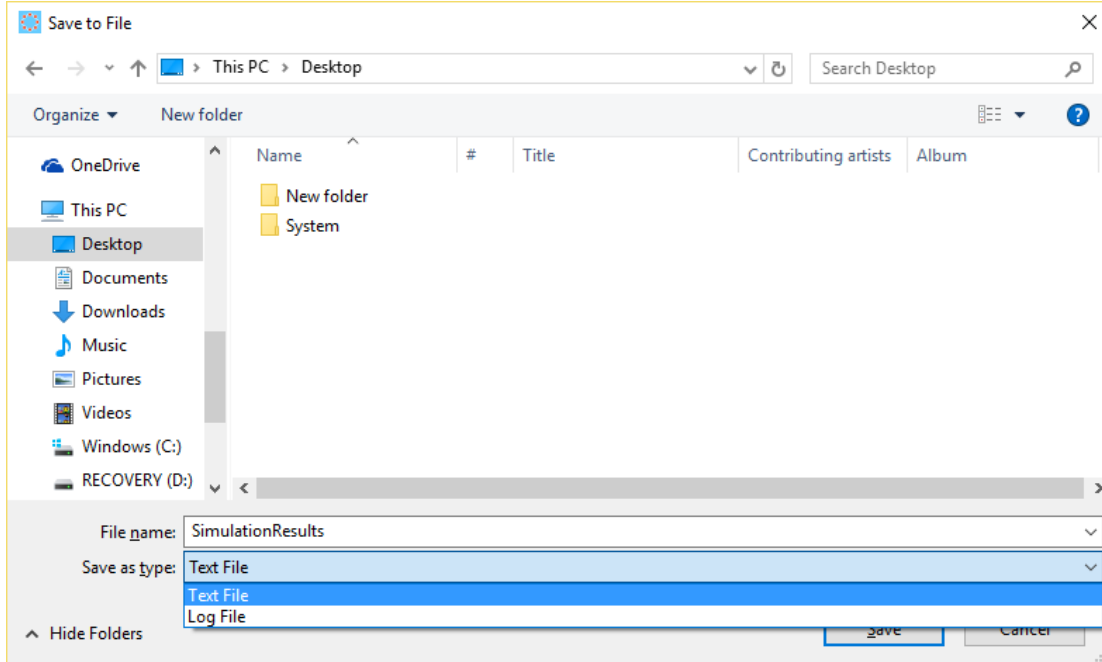 Save to File
This PC > Desktop
Search Desktop
Organize
New folder
?
OneDrive
This PC
Desktop
Documents
Downloads
Music
Pictures
Videos
Windows (C:)
RECOVERY (D:)
Name # Title Contributing artists Album
New folder
System
File name: SimulationResults
Save as type: Text File
Text File
Log File
Hide Folders
Save
Cancel